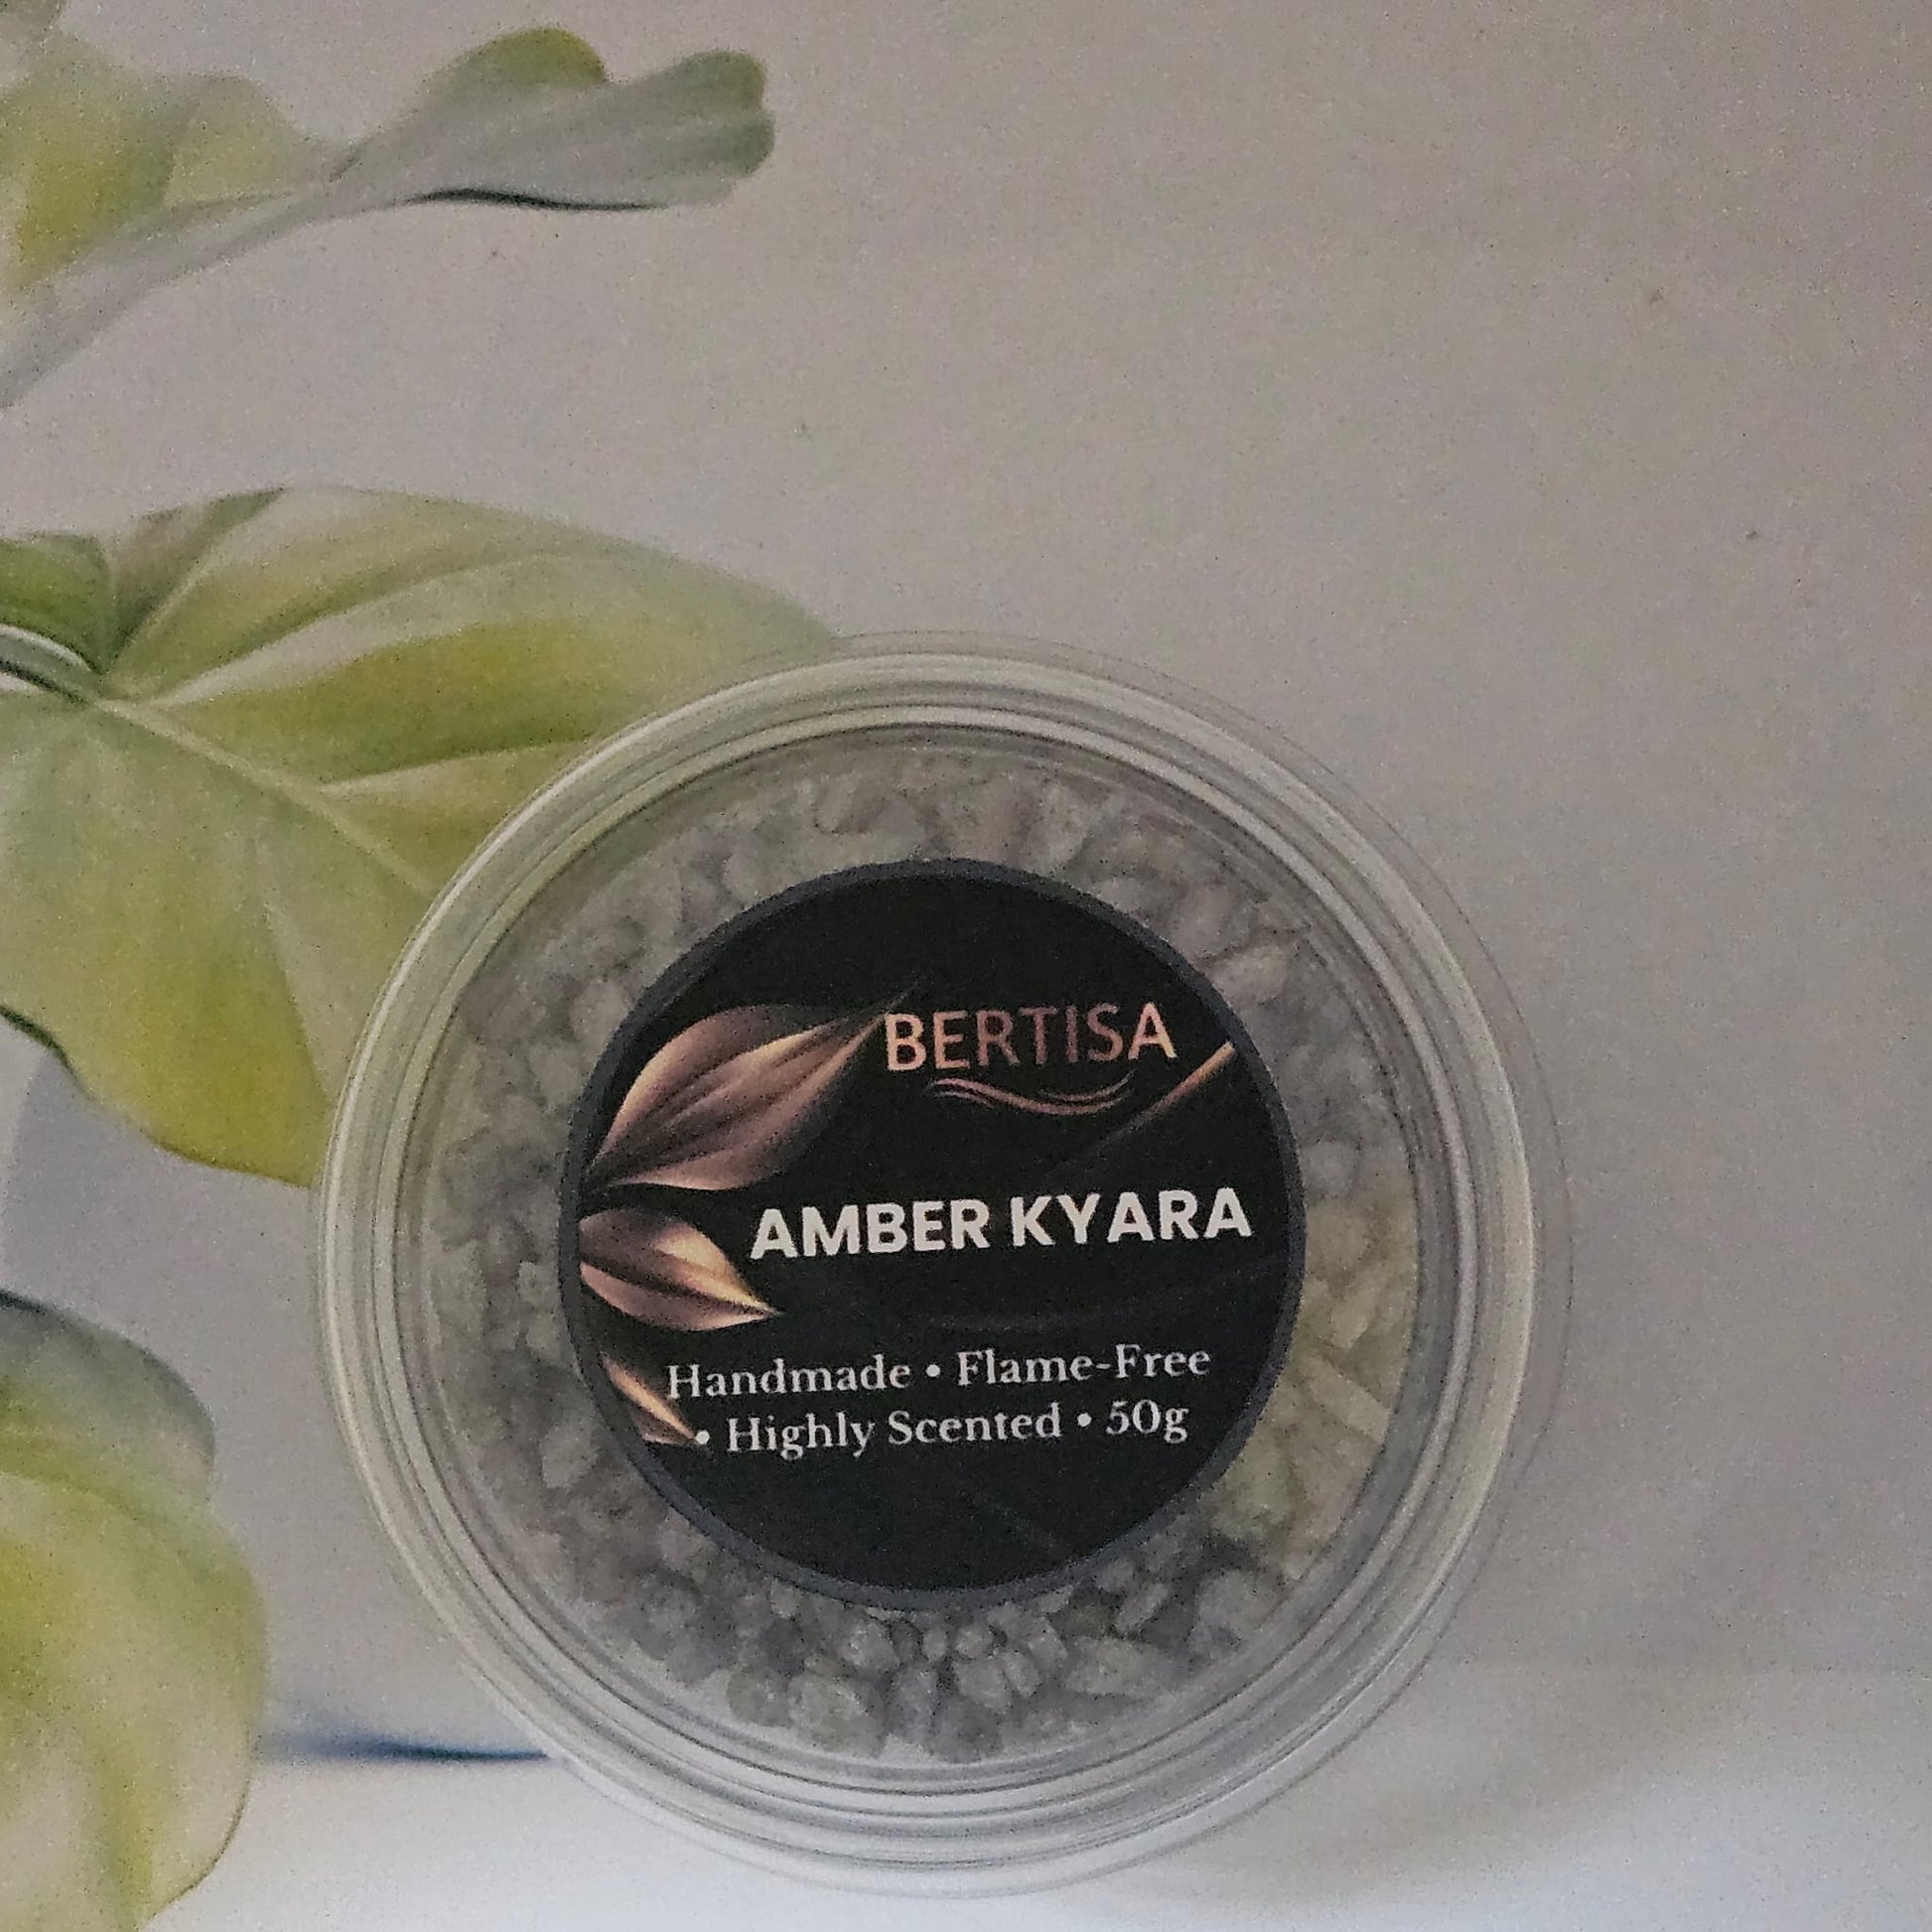 BERTISA
AMBER KYARA
Handmade • Flame-Free
• Highly Scented • 50g